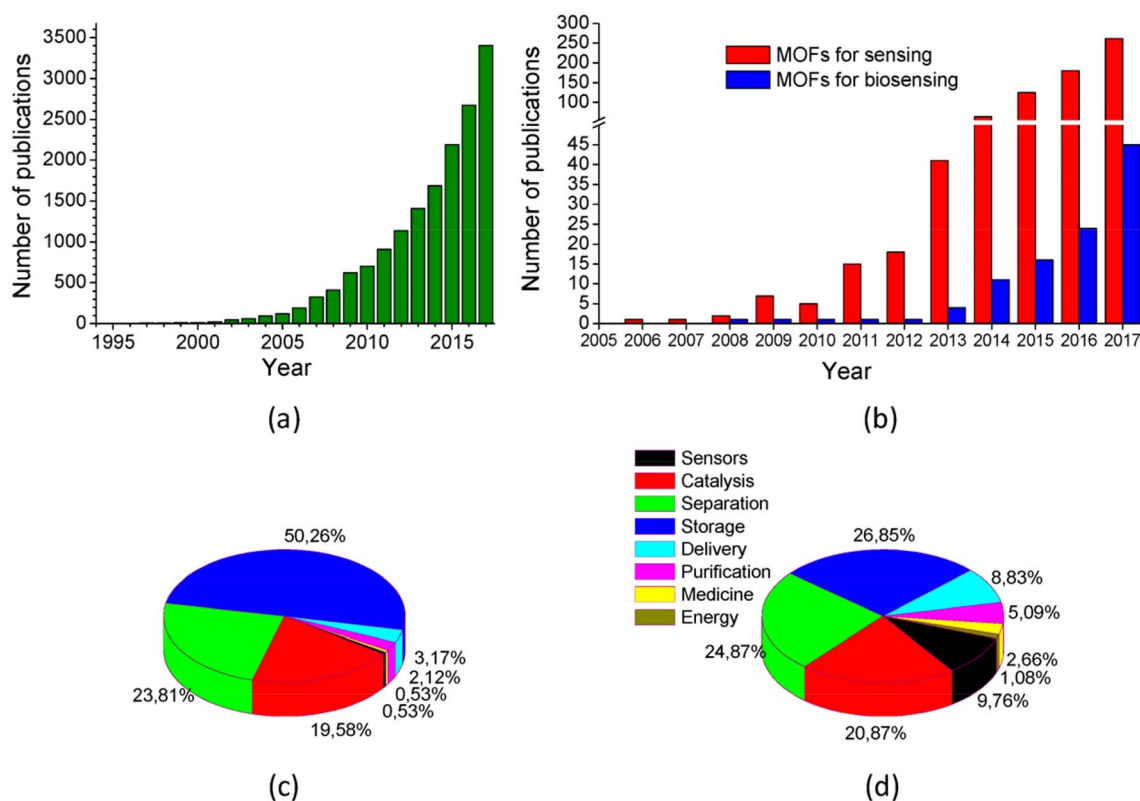 Number of publications
3500
3000
2500
2000
1500
1000
500
0
1995 2000 2005 2010 2015
Year
(a)
Number of publications
300
250
200
150
100
45
40
35
30
25
20
15
10
5
0
MOFs for sensing
MOFs for biosensing
2005 2006 2007 2008 2009 2010 2011 2012 2013 2014 2015 2016 2017
Year
(b)
50,26%
23,81%
19,58%
3,17%
2,12%
0,53%
0,53%
(c)
Sensors
Catalysis
Separation
Storage
Delivery
Purification
Medicine
Energy
26,85%
8,83%
5,09%
24,87%
2,66%
1,08%
9,76%
20,87%
(d)